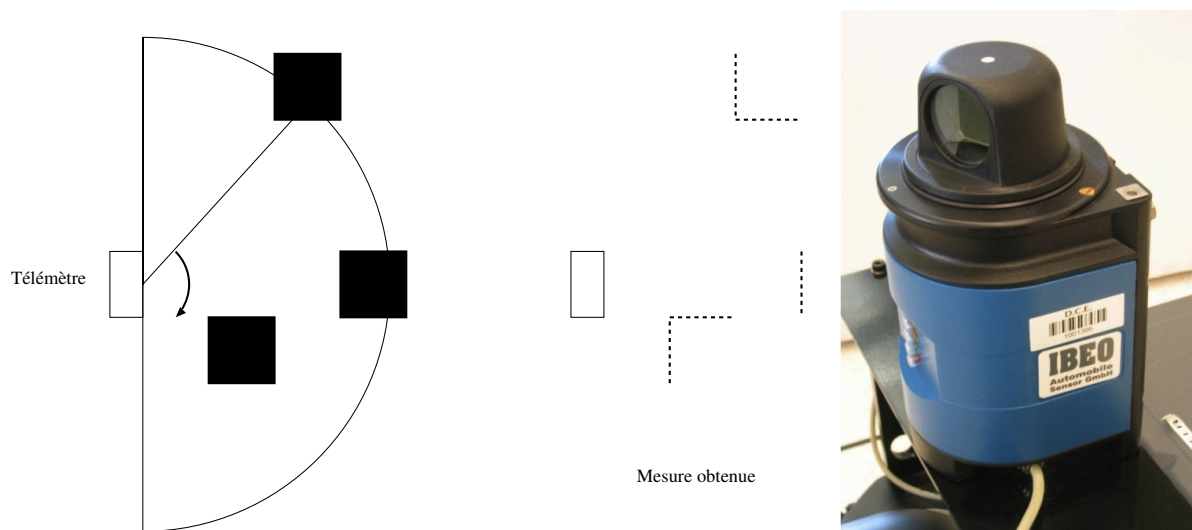 Télémètre
Mesure obtenue
D.C.E
IBEO
Automobile
Sensor GmbH